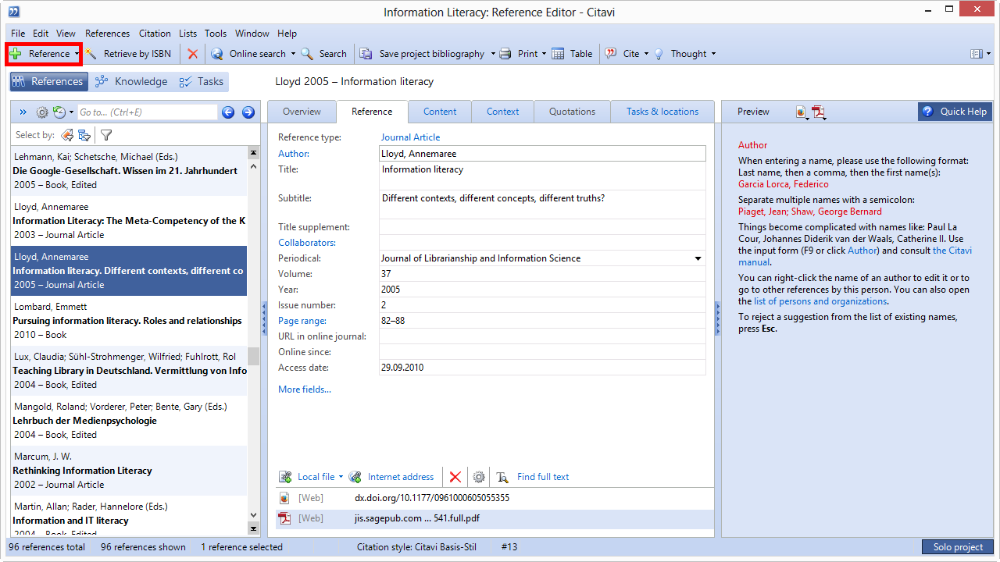 Information Literacy: Reference Editor - Citavi
File Edit View References Citation Lists Tools Window Help
Reference Retrieve by ISBN Online search Search Save project bibliography Print Table Cite Thought
References Knowledge Tasks
Lloyd 2005 – Information literacy
Go to... (Ctrl+E)
Select by:
Lehmann, Kai; Schetsche, Michael (Eds.)
Die Google-Gesellschaft. Wissen im 21. Jahrhundert
2005 – Book, Edited
Lloyd, Annemaree
Information Literacy: The Meta-Competency of the K
2003 – Journal Article
Lloyd, Annemaree
Information literacy. Different contexts, different co
2005 – Journal Article
Lombard, Emmett
Pursuing information literacy. Roles and relationships
2010 – Book
Lux, Claudia; Sühl-Strohmenger, Wilfried; Fuhlrott, Rol
Teaching Library in Deutschland. Vermittlung von Info
2004 – Book, Edited
Mangold, Roland; Vorderer, Peter; Bente, Gary (Eds.)
Lehrbuch der Medienpsychologie
2004 – Book, Edited
Marcum, J. W.
Rethinking Information Literacy
2002 – Journal Article
Martin, Allan; Rader, Hannelore (Eds.)
Information and IT literacy
2004 – Book, Edited
Overview Reference Content Context Quotations Tasks & locations
Reference type: Journal Article
Author: Lloyd, Annemaree
Title: Information literacy
Subtitle: Different contexts, different concepts, different truths?
Title supplement:
Collaborators:
Periodical: Journal of Librarianship and Information Science
Volume: 37
Year: 2005
Issue number: 2
Page range: 82–88
URL in online journal:
Online since:
Access date: 29.09.2010
More fields...
Local file Internet address Find full text
[Web] dx.doi.org/10.1177/0961000605055355
[Web] jis.sagepub.com ... 541.full.pdf
Preview Quick Help
Author
When entering a name, please use the following format:
Last name, then a comma, then the first name(s):
Garcia Lorca, Federico
Separate multiple names with a semicolon:
Piaget, Jean; Shaw, George Bernard
Things become complicated with names like: Paul La
Cour, Johannes Diderik van der Waals, Catherine II. Use
the input form (F9 or click Author) and consult the Citavi
manual.
You can right-click the name of an author to edit it or to
go to other references by this person. You can also open
the list of persons and organizations.
To reject a suggestion from the list of existing names,
press Esc.
96 references total 96 references shown 1 reference selected Citation style: Citavi Basis-Stil #13 Solo project